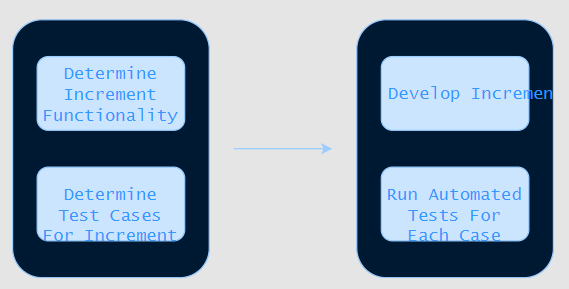 Determine
Increment
Functionality
Determine
Test Cases
For Increment
Develop Incremen
Run Automated
Tests For
Each Case